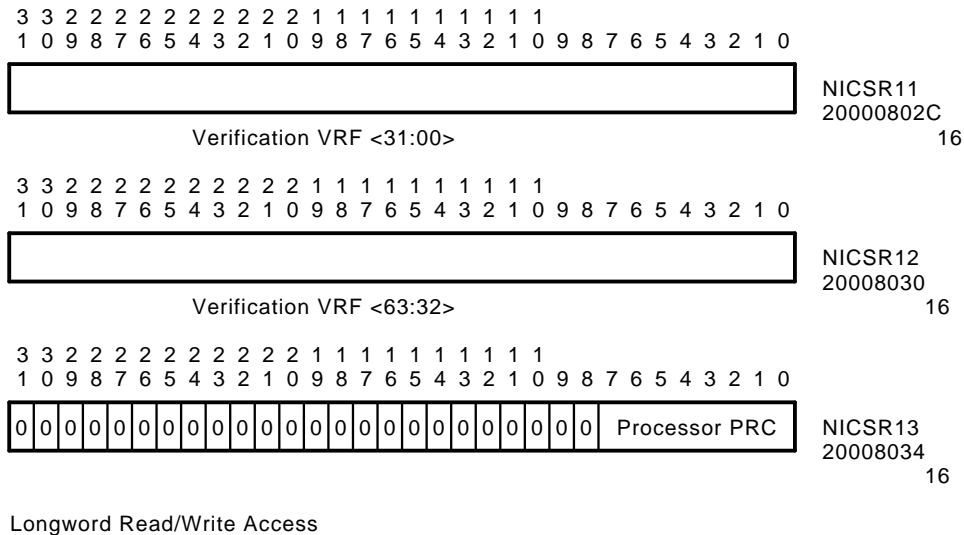 3 3 2 2 2 2 2 2 2 2 2 2 1 1 1 1 1 1 1 1 1 1
1 0 9 8 7 6 5 4 3 2 1 0 9 8 7 6 5 4 3 2 1 0 9 8 7 6 5 4 3 2 1 0
NICSR11
20000802C
16
Verification VRF <31:00>
3 3 2 2 2 2 2 2 2 2 2 2 1 1 1 1 1 1 1 1 1 1
1 0 9 8 7 6 5 4 3 2 1 0 9 8 7 6 5 4 3 2 1 0 9 8 7 6 5 4 3 2 1 0
NICSR12
20008030
16
Verification VRF <63:32>
3 3 2 2 2 2 2 2 2 2 2 2 1 1 1 1 1 1 1 1 1 1
1 0 9 8 7 6 5 4 3 2 1 0 9 8 7 6 5 4 3 2 1 0 9 8 7 6 5 4 3 2 1 0
0 0 0 0 0 0 0 0 0 0 0 0 0 0 0 0 0 0 0 0 0 0 0 0 Processor PRC
NICSR13
20008034
16
Longword Read/Write Access